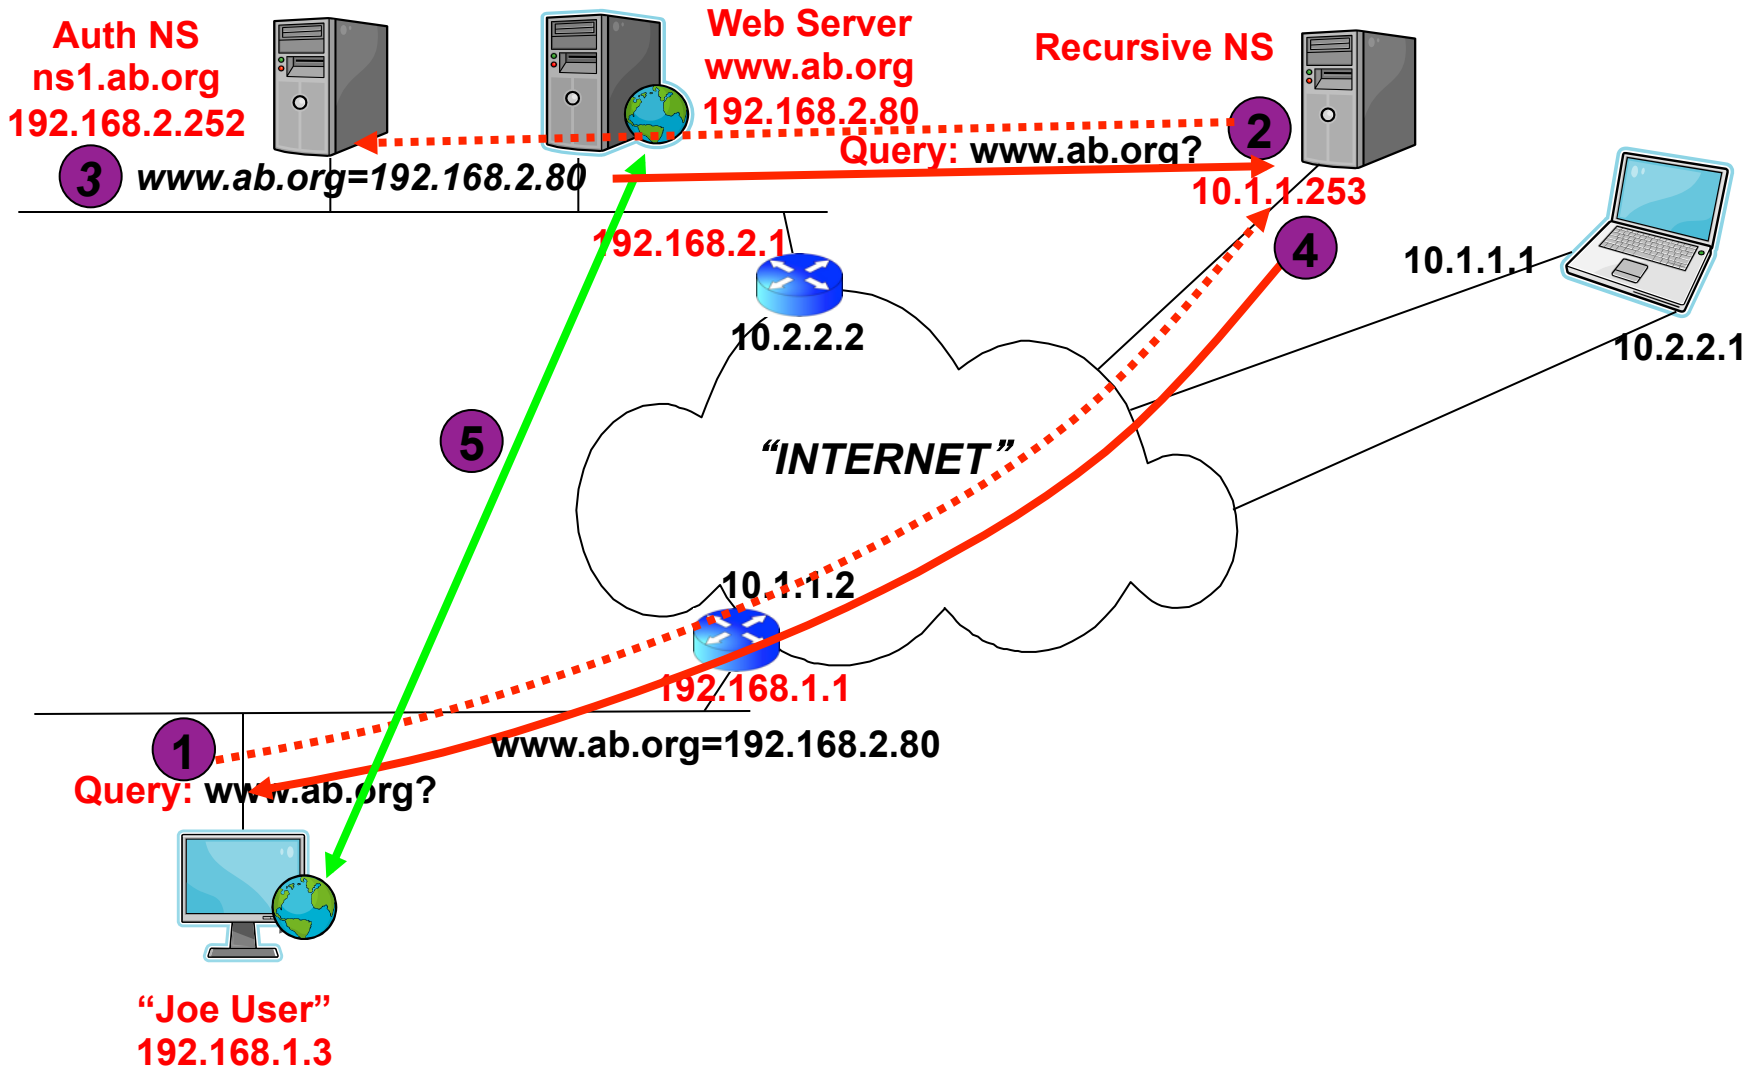 Auth NS
ns1.ab.org
192.168.2.252
Web Server
www.ab.org
192.168.2.80
Recursive NS
2
Query: www.ab.org?
3
www.ab.org=192.168.2.80
10.1.1.253
192.168.2.1
4
10.1.1.1
10.2.2.2
10.2.2.1
5
“INTERNET”
10.1.1.2
192.168.1.1
1
www.ab.org=192.168.2.80
Query: www.ab.org?
“Joe User”
192.168.1.3